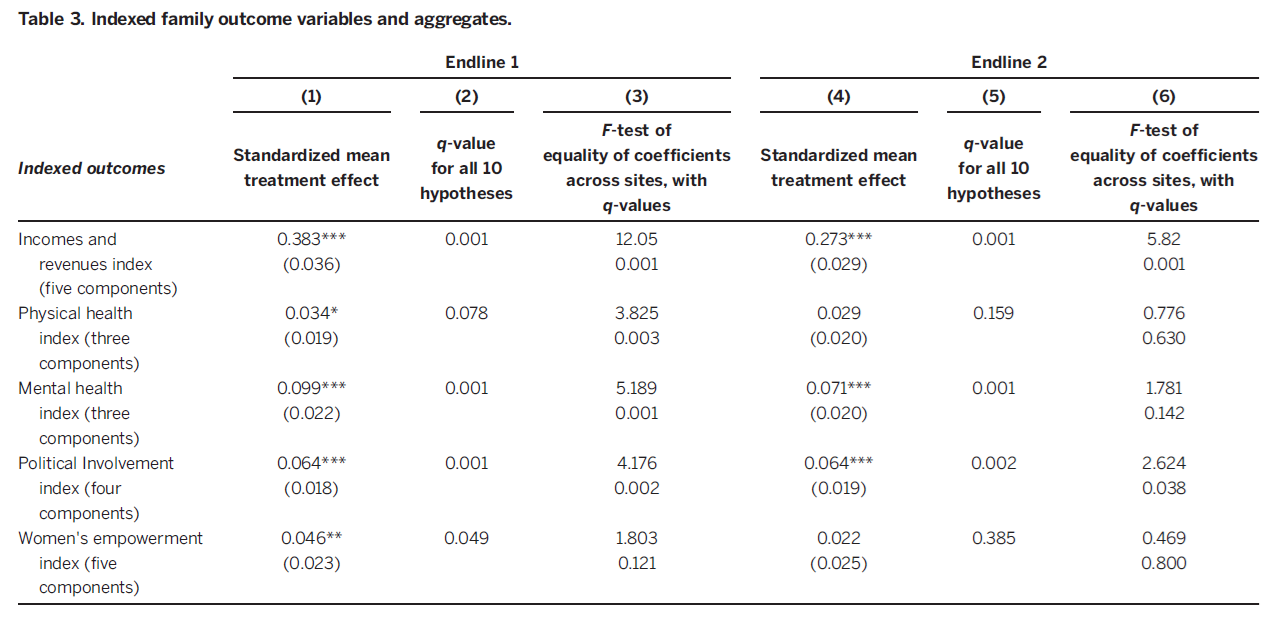 Table 3. Indexed family outcome variables and aggregates.
Endline 1 Endline 2
(1) (2) (3) (4) (5) (6)
Indexed outcomes
Standardized mean
treatment effect
q-value
for all 10
hypotheses
F-test of
equality of coefficients
across sites, with
q-values
Standardized mean
treatment effect
q-value
for all 10
hypotheses
F-test of
equality of coefficients
across sites, with
q-values
Incomes and 0.383*** 0.001 12.05 0.273*** 0.001 5.82
revenues index (0.036) 0.001 (0.029) 0.001
(five components)
Physical health 0.034* 0.078 3.825 0.029 0.159 0.776
index (three (0.019) 0.003 (0.020) 0.630
components)
Mental health 0.099*** 0.001 5.189 0.071*** 0.001 1.781
index (three (0.022) 0.001 (0.020) 0.142
components)
Political Involvement 0.064*** 0.001 4.176 0.064*** 0.002 2.624
index (four (0.018) 0.002 (0.019) 0.038
components)
Women's empowerment 0.046** 0.049 1.803 0.022 0.385 0.469
index (five (0.023) 0.121 (0.025) 0.800
components)